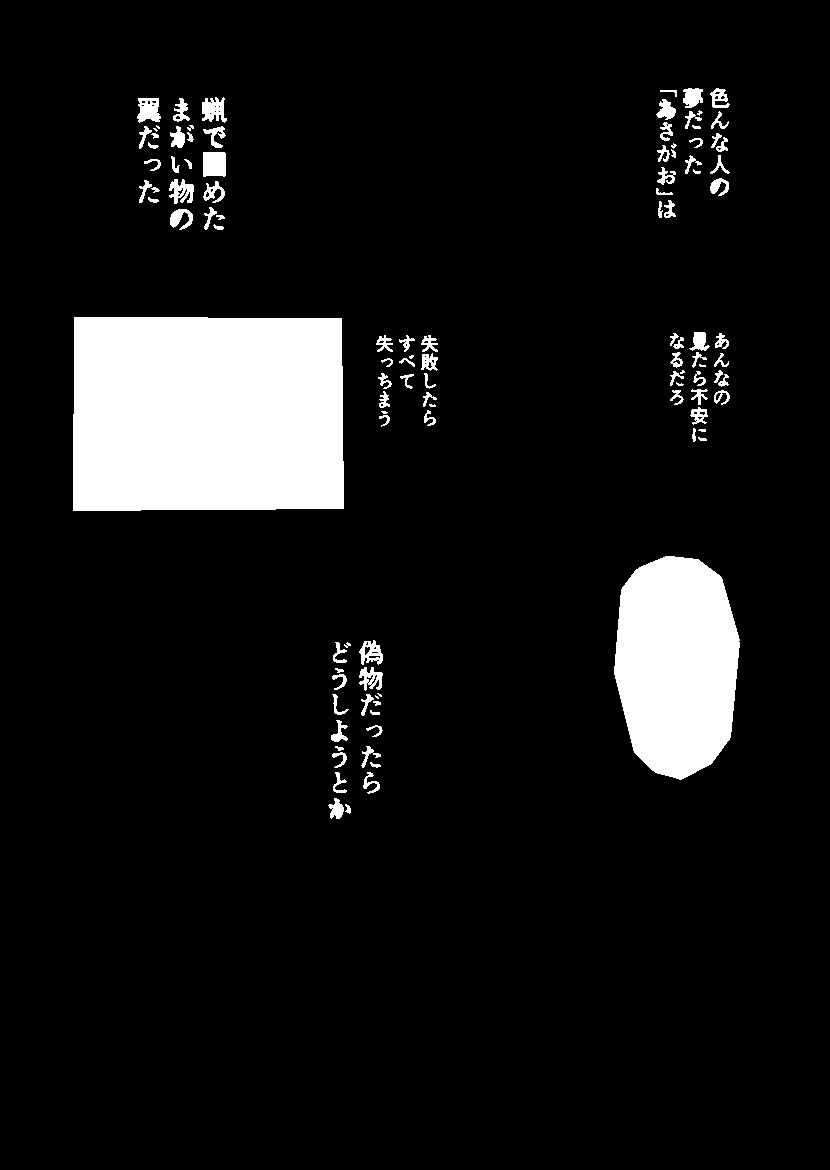 色んな人の
夢だった
「あさがお」は
蝋で固めた
まがい物の
翼だった
あんなの
見たら不安に
なるだろ
失敗したら
すべて
失っちまう
偽物だったら
どうしようとか